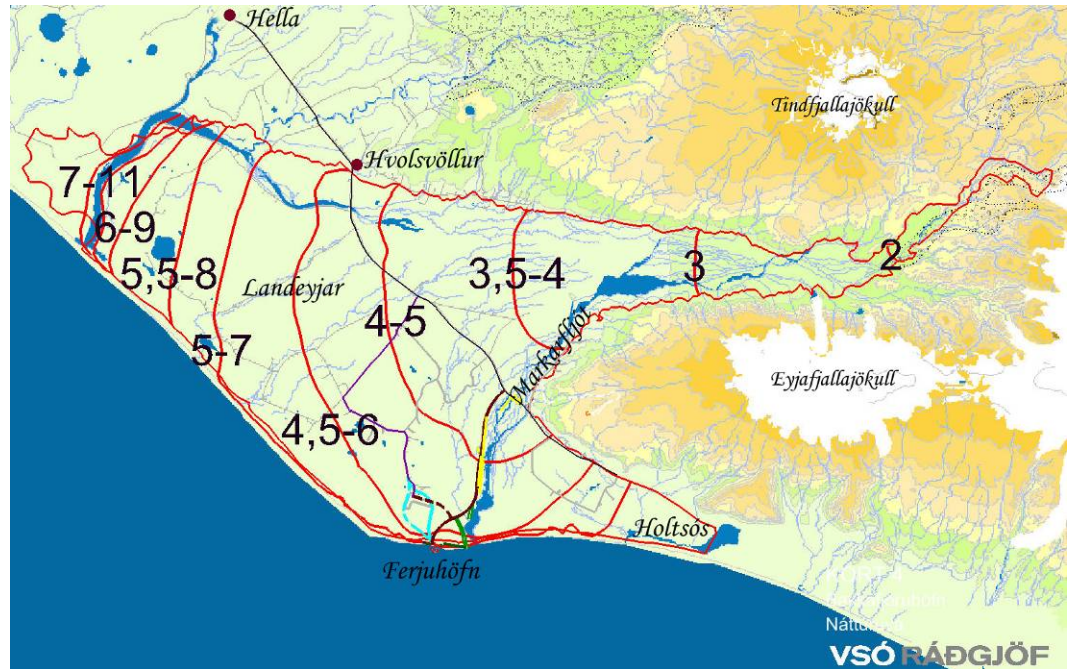 Hella
Tindfjallajökull
Hvolsvöllur
7-11
6-9
2
5,5-8
Landeyjar
3,5-4
3
4-5
5-7
Markarfljót
Eyjafjallajökull
4,5-6
Holtsós
Ferjuhöfn
VSÓ RÁÐGJÖF